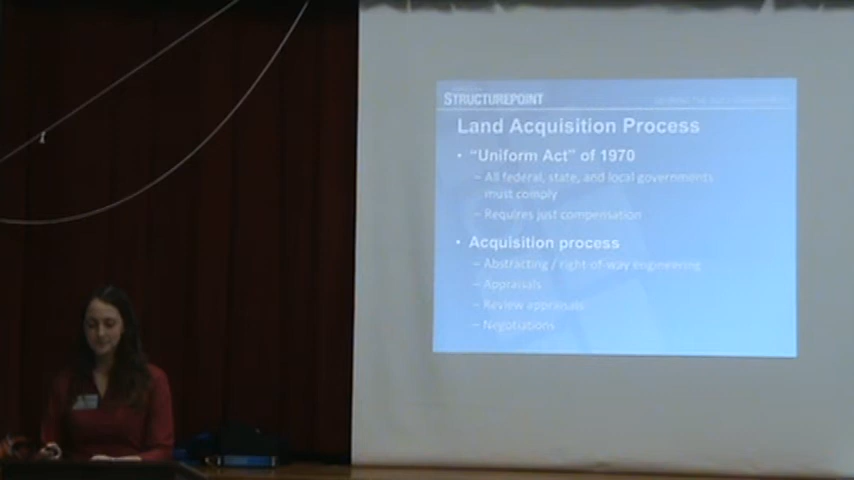 STRUCTUREPOINT
Land Acquisition Process
• "Uniform Act" of 1970
– All federal, state, and local governments
must comply
– Requires just compensation
• Acquisition process
– Abstracting / right-of-way engineering
– Appraisals
– Review appraisals
– Negotiations